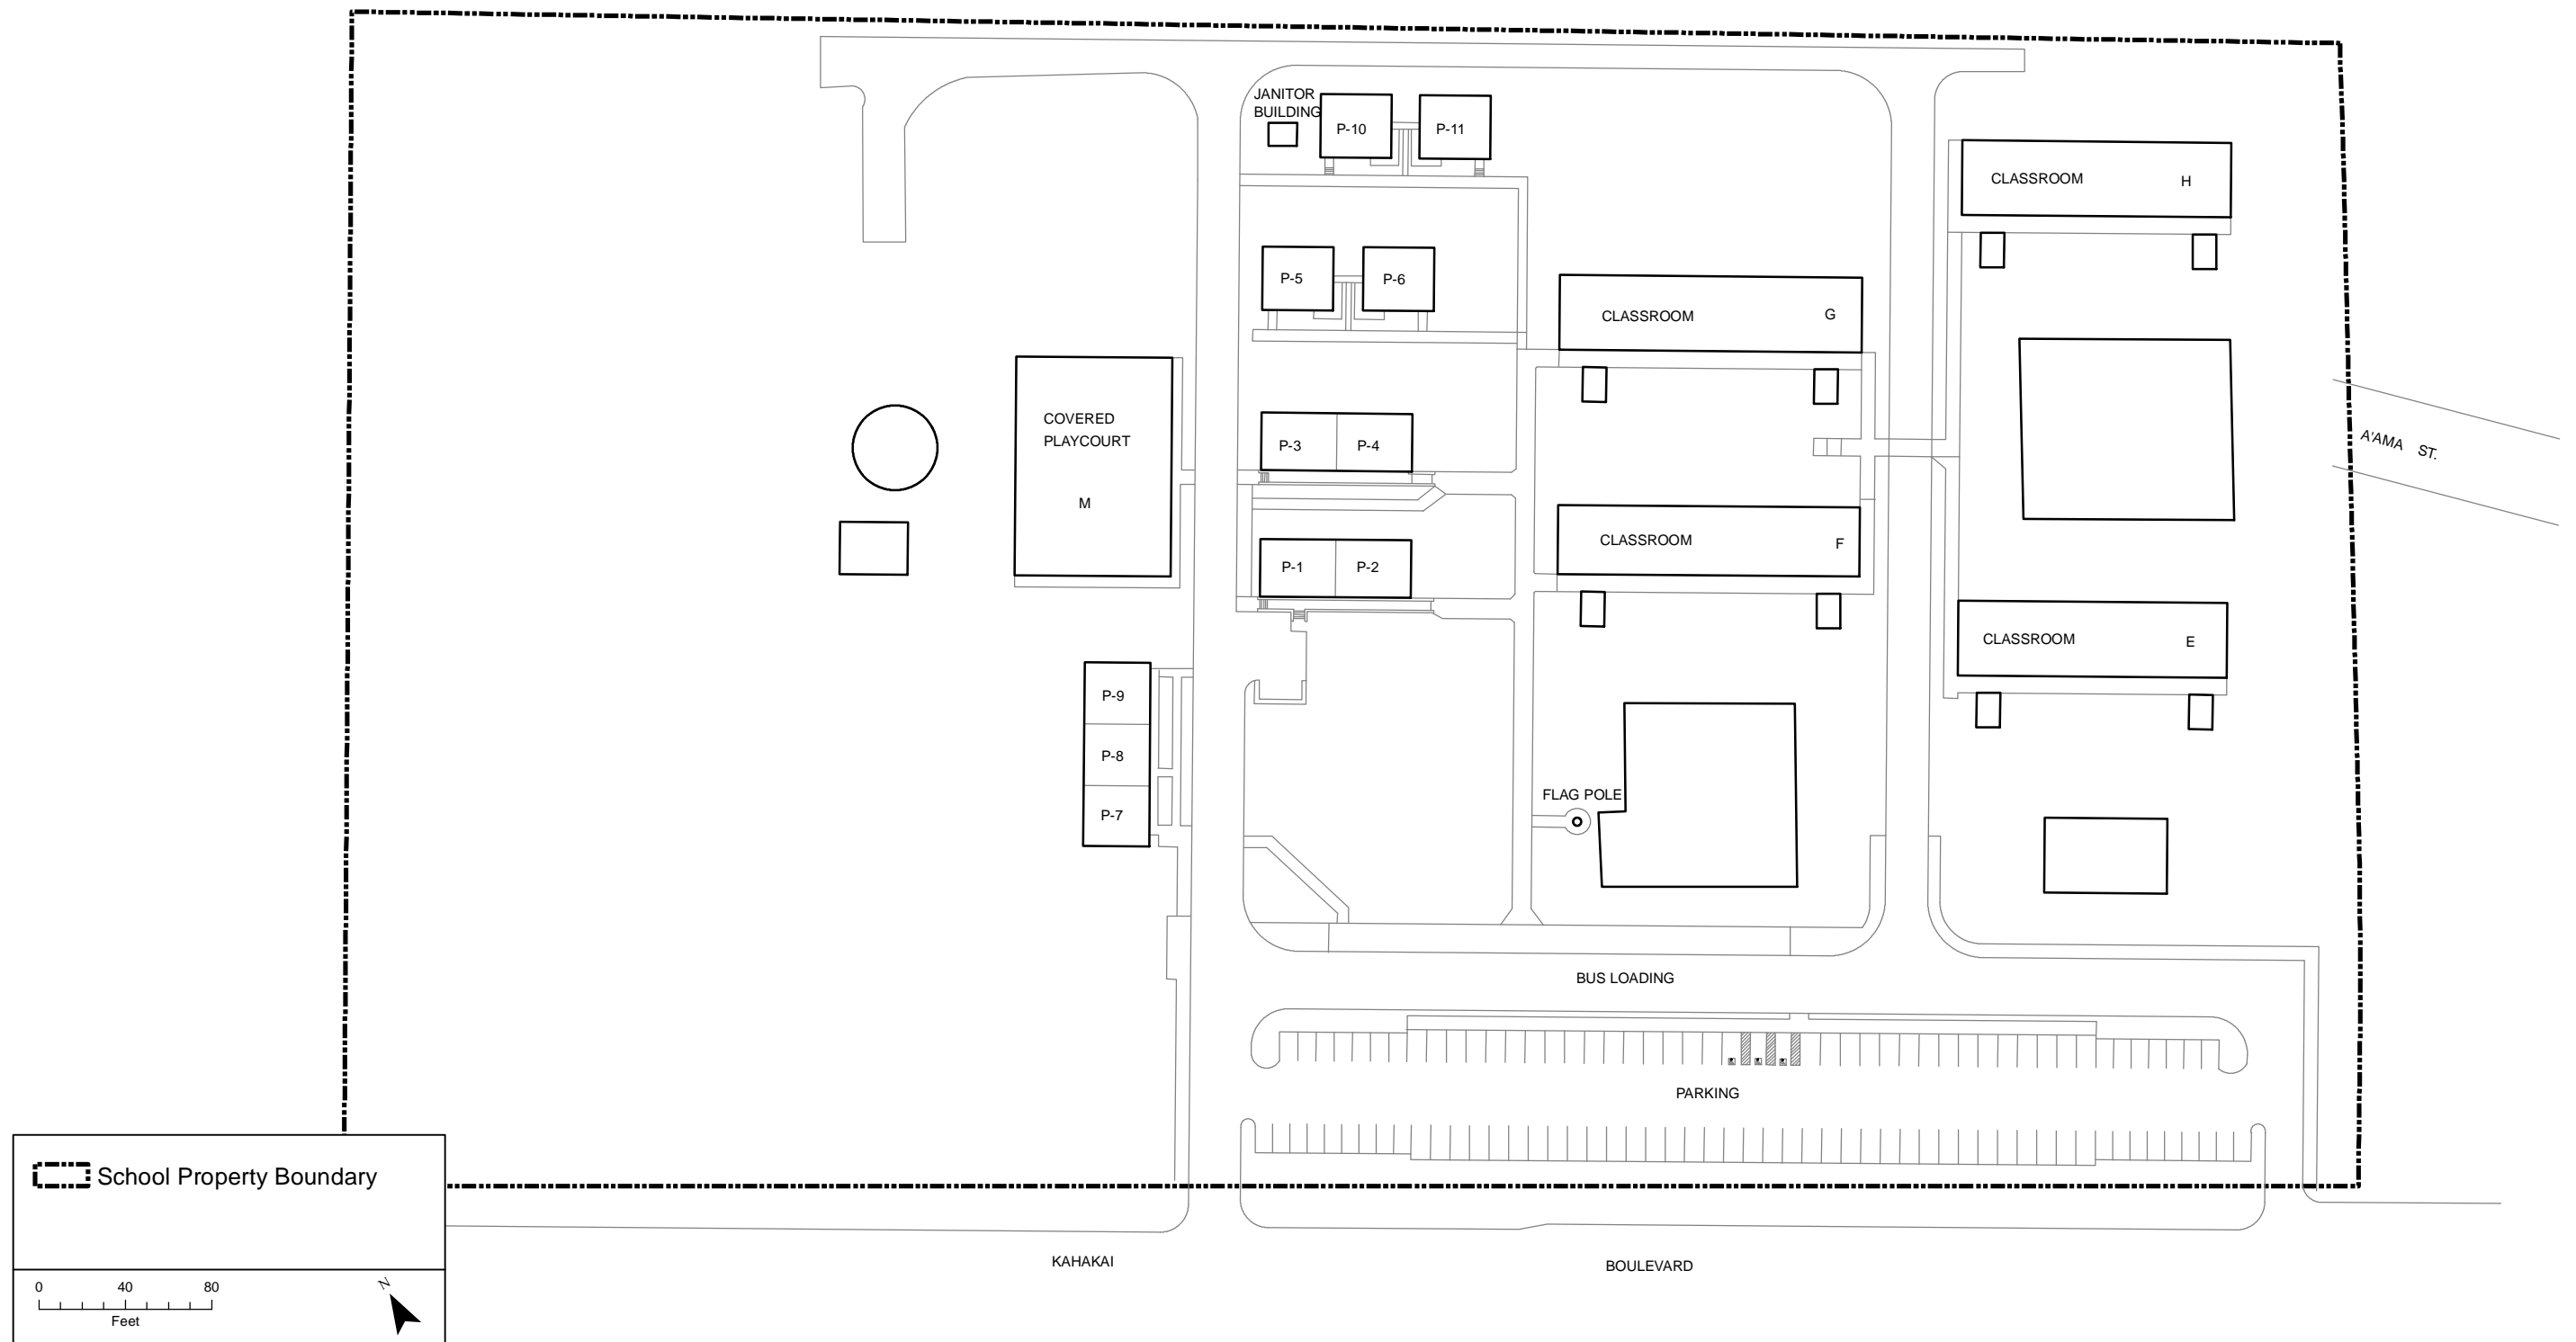 JANITOR
BUILDING
P-10
P-11
CLASSROOM H
P-5
P-6
CLASSROOM G
COVERED
PLAYCOURT
M
P-3
P-4
A'AMA ST.
CLASSROOM F
P-1
P-2
CLASSROOM E
P-9
P-8
P-7
FLAG POLE
BUS LOADING
PARKING
School Property Boundary
KAHAKAI
BOULEVARD
0 40 80
Feet
N